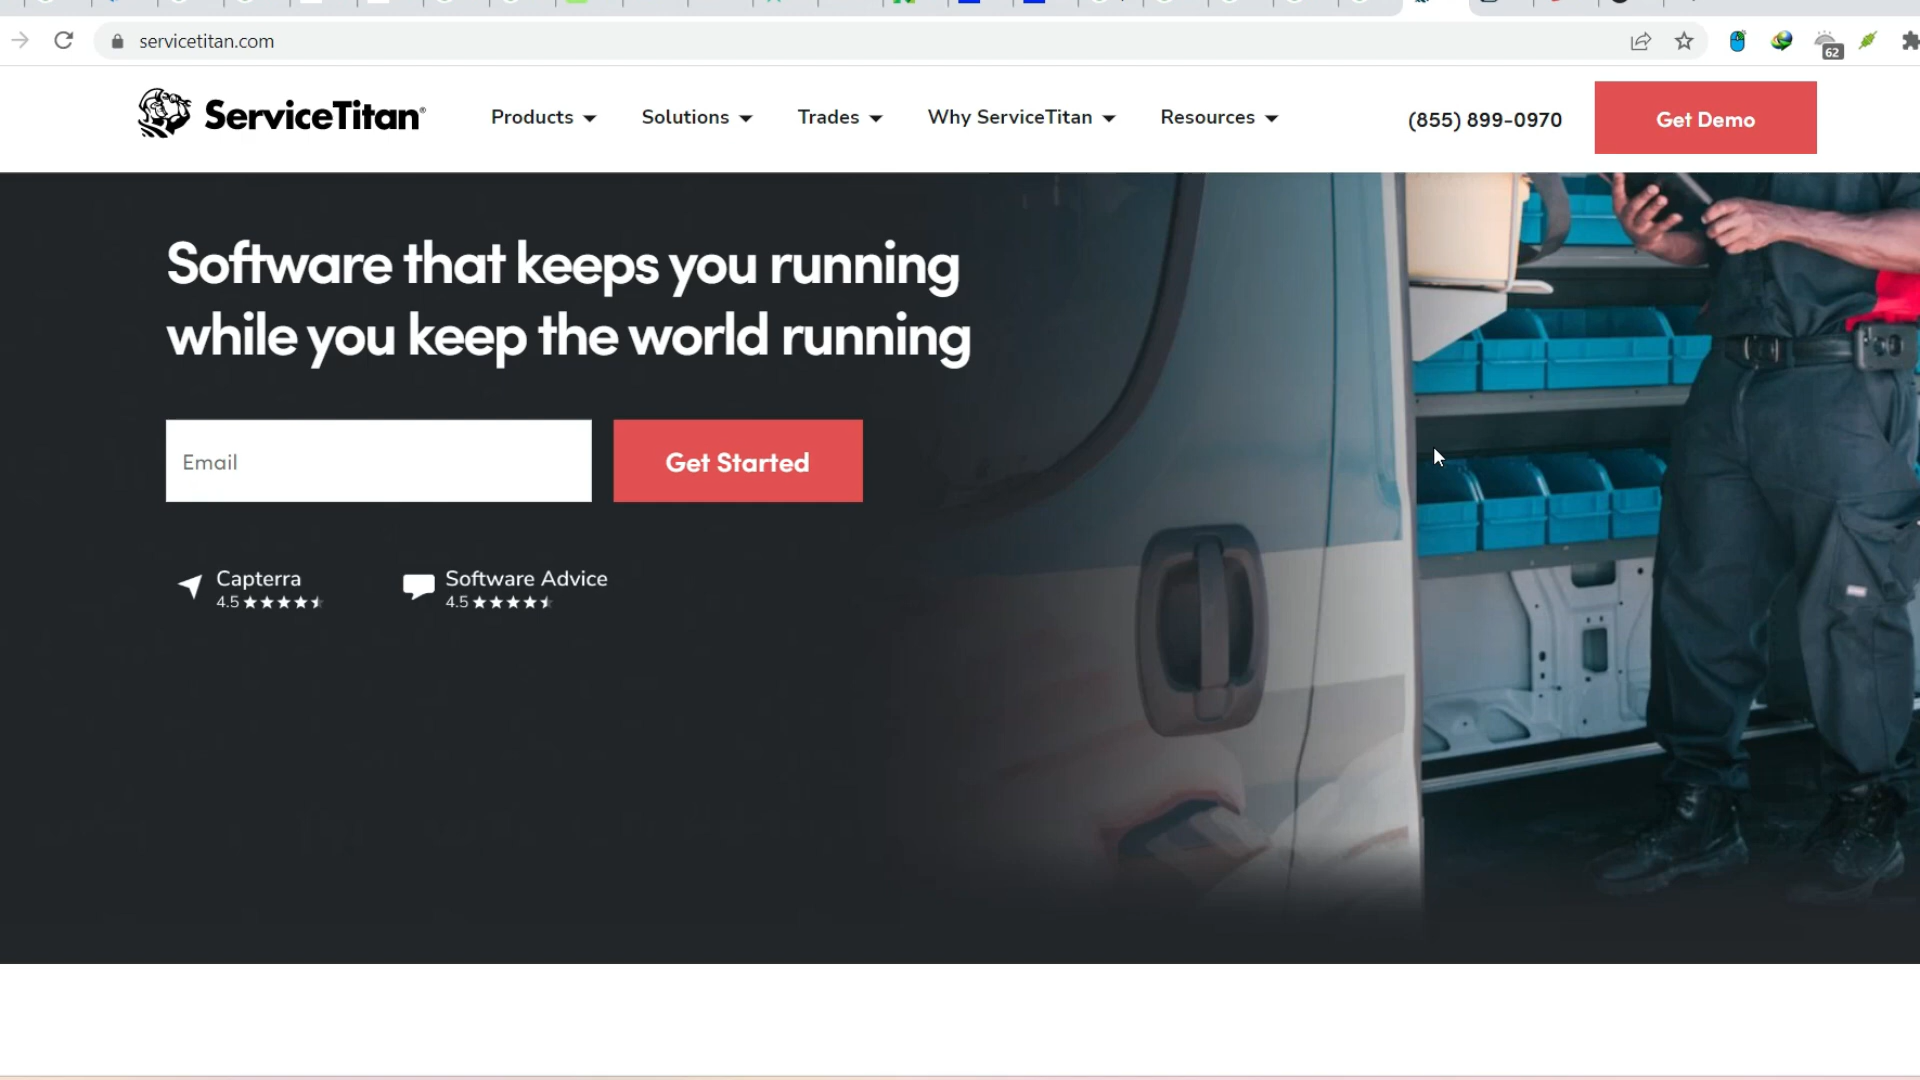 servicetitan.com
62
ServiceTitan®
Products
Solutions
Trades
Why ServiceTitan
Resources
(855) 899-0970
Get Demo
Software that keeps you running
while you keep the world running
Email
Get Started
Capterra
4.5
Software Advice
4.5